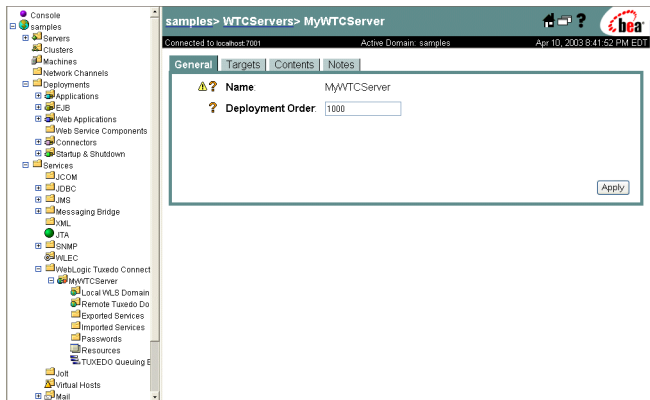 Console
samples
Servers
Clusters
Machines
Network Channels
Deployments
Applications
EJB
Web Applications
Web Service Components
Connectors
Startup & Shutdown
Services
JCOM
JDBC
JMS
Messaging Bridge
XML
JTA
SNMP
WLEC
WebLogic Tuxedo Connect
MyWTCServer
Local WLS Domain
Remote Tuxedo Do
Exported Services
Imported Services
Passwords
Resources
TUXEDO Queuing B
Jolt
Virtual Hosts
Mail
samples> WTCServers> MyWTCServer
? bea
Connected to localhost:7001 Active Domain: samples Apr 10, 2003 8:41:52 PM EDT
General Targets Contents Notes
? Name: MyWTCServer
? Deployment Order: 1000
Apply